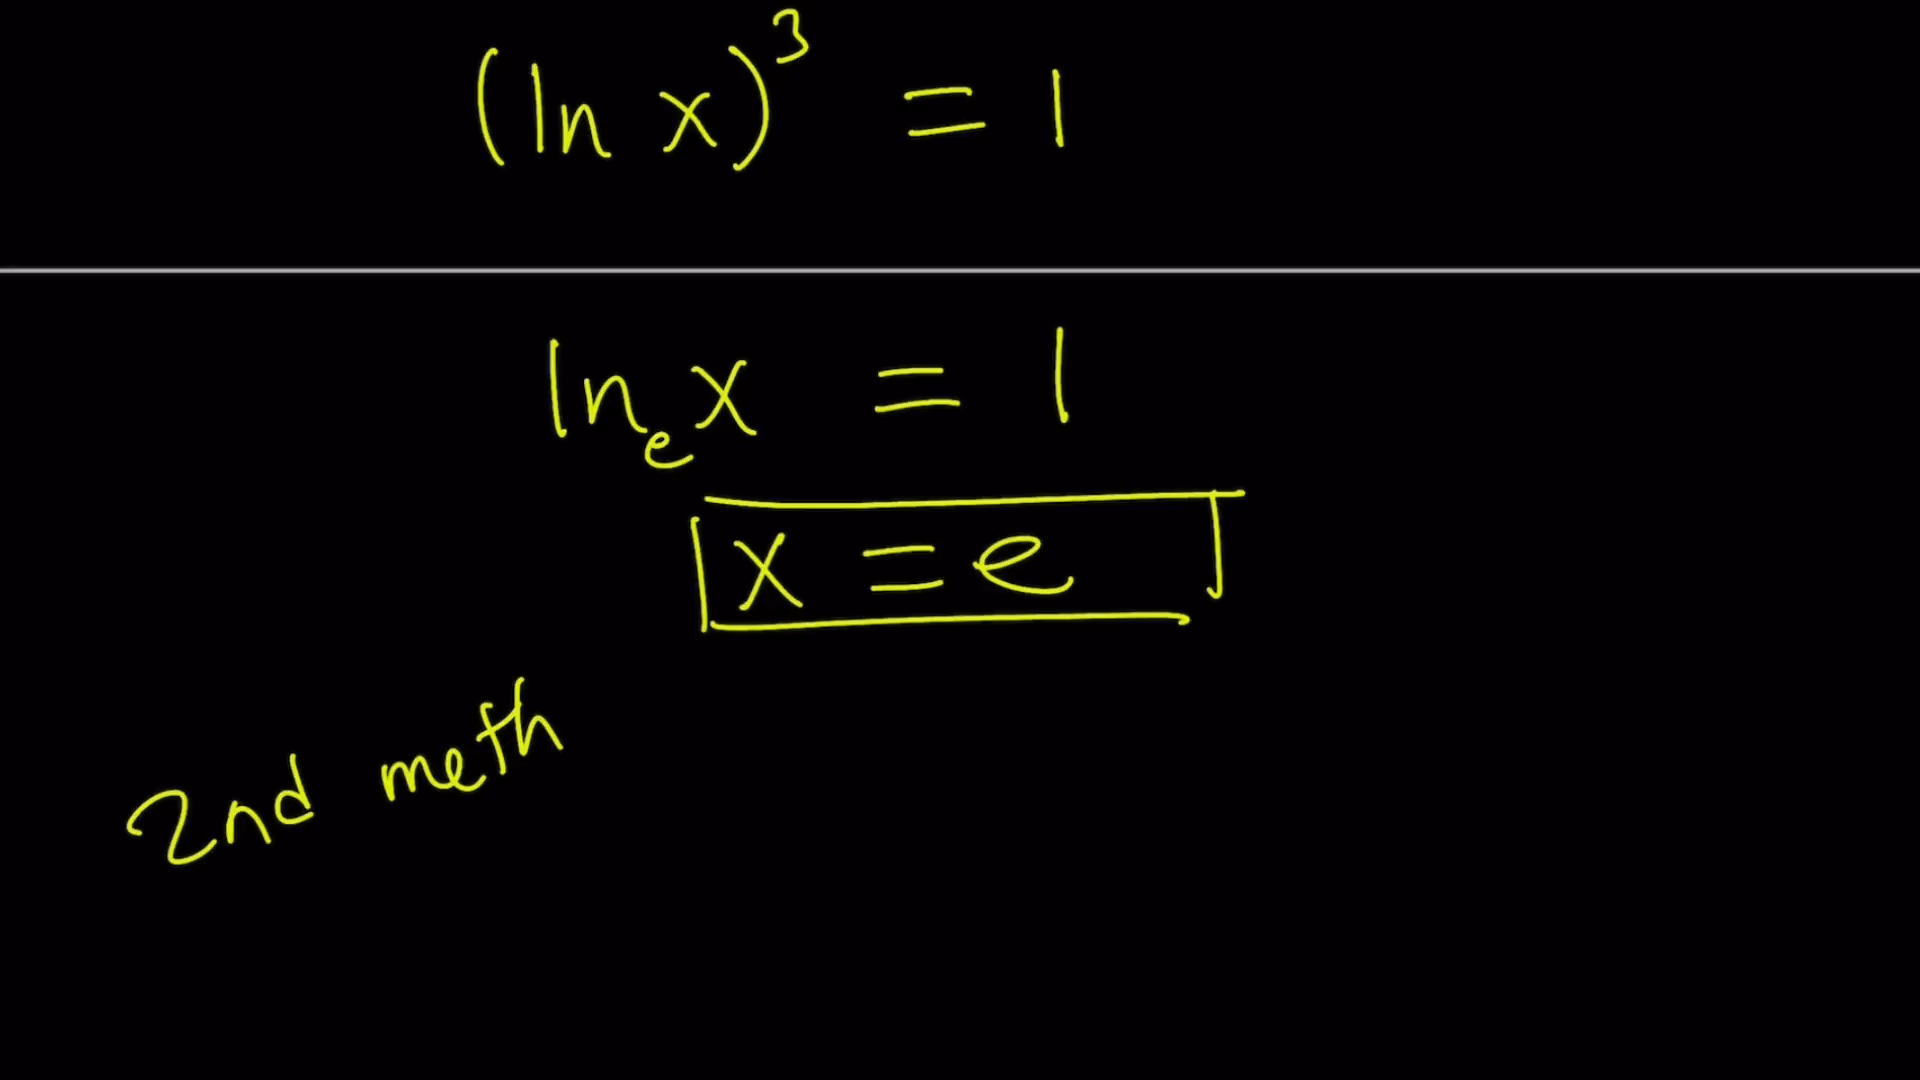 (ln x)³ = 1
lnₑx = 1
x = e
2nd meth